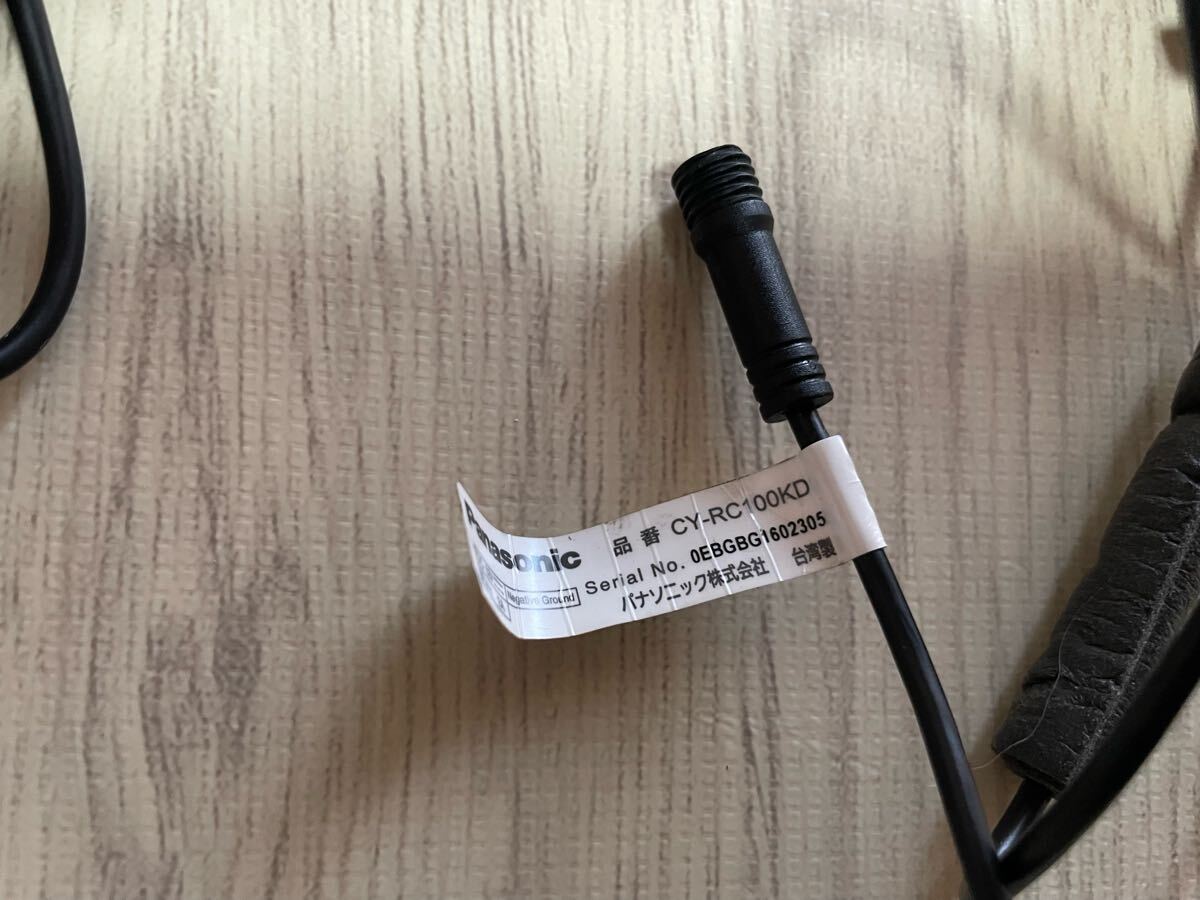 Panasonic
品番 CY-RC100KD
Serial No. 0EBGBG1602305
Negative Ground
パナソニック株式会社 台湾製